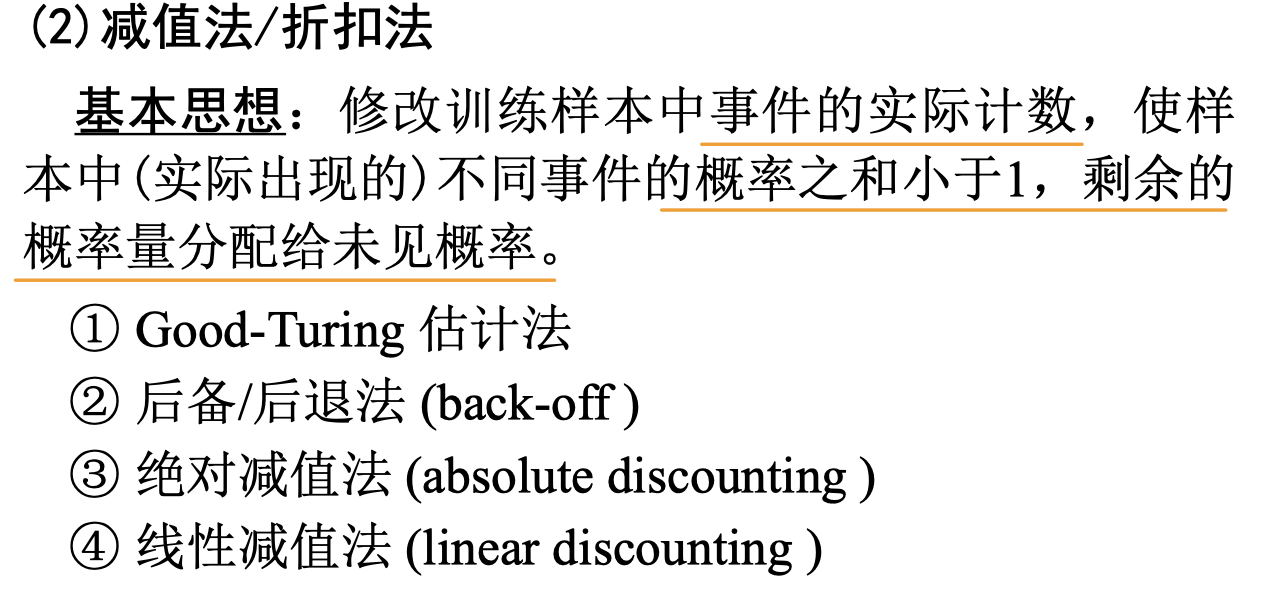 (2)减值法/折扣法
基本思想：修改训练样本中事件的实际计数，使样
本中(实际出现的)不同事件的概率之和小于1，剩余的
概率量分配给未见概率。
① Good-Turing 估计法
② 后备/后退法 (back-off )
③ 绝对减值法 (absolute discounting )
④ 线性减值法 (linear discounting )